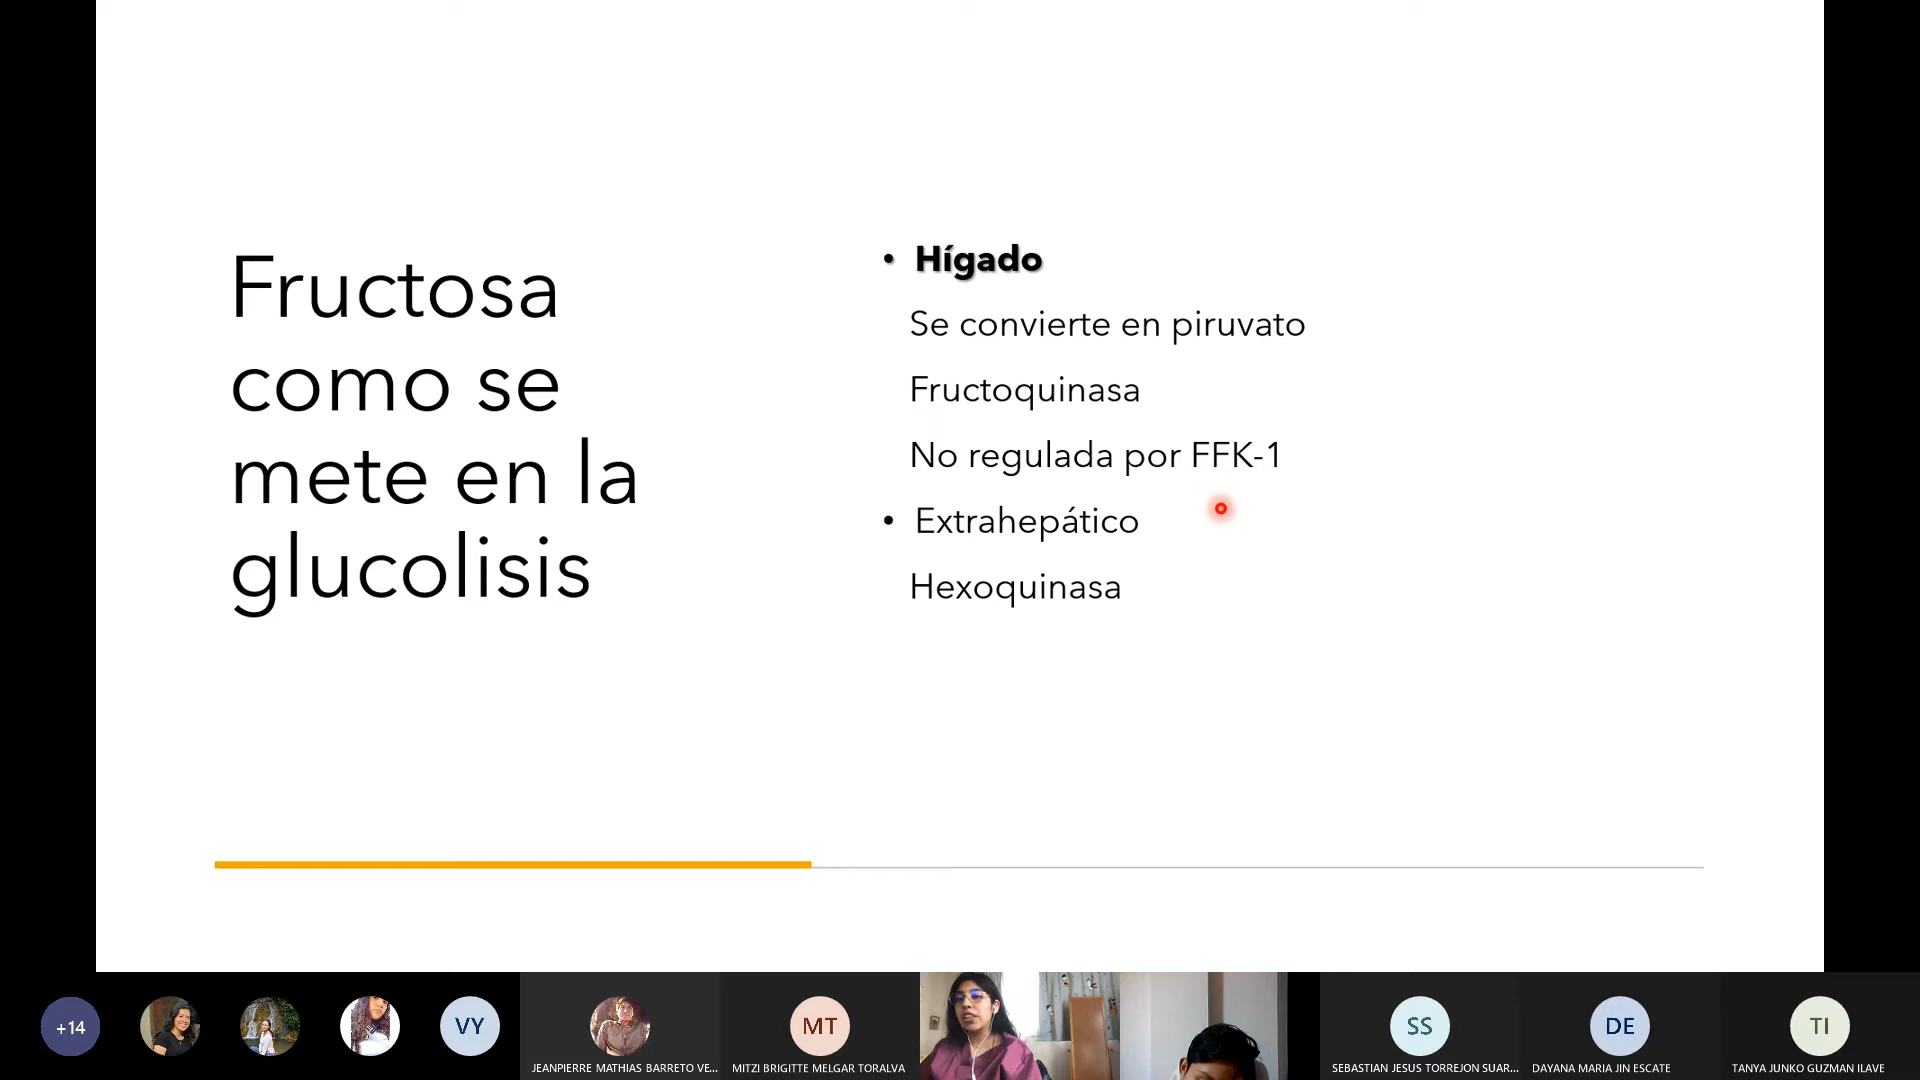 Fructosa
como se
mete en la
glucolisis
• Hígado
Se convierte en piruvato
Fructoquinasa
No regulada por FFK-1
• Extrahepático
Hexoquinasa
+14
VY
JEANPIERRE MATHIAS BARRETO VE...
MT
MITZI BRIGITTE MELGAR TORALVA
SS
SEBASTIAN JESUS TORREJON SUAR...
DE
DAYANA MARIA JIN ESCATE
TI
TANYA JUNKO GUZMAN ILAVE